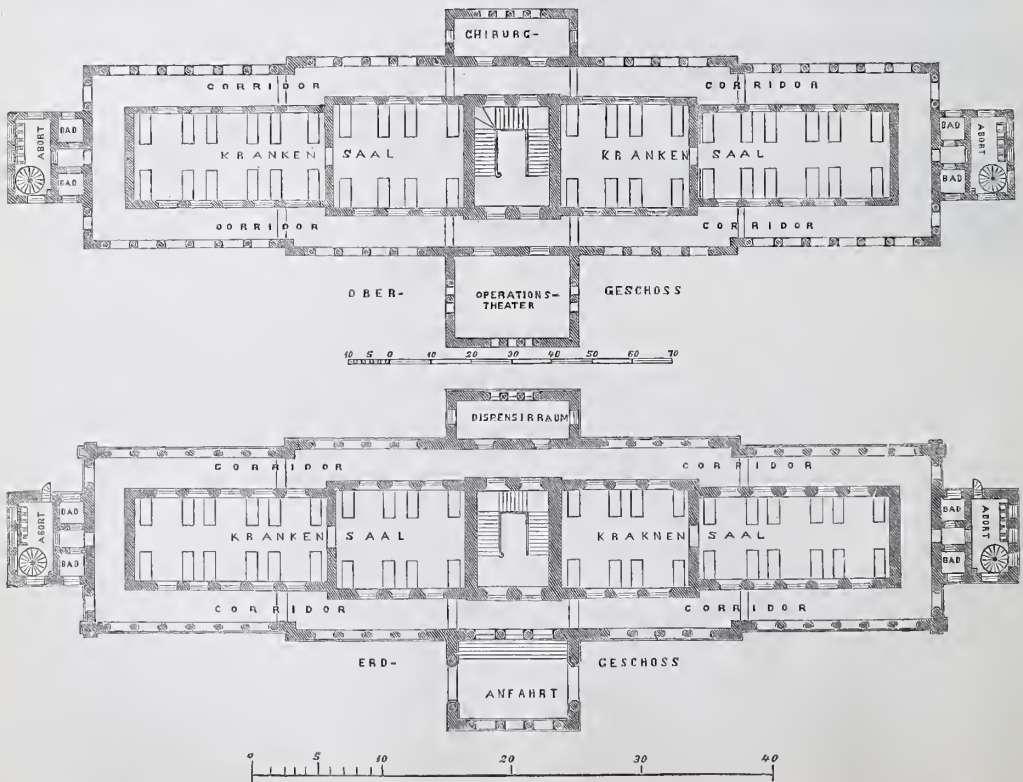 CHIRURG-
CORRIDOR CORRIDOR
ABORT BAD BAD KRANKEN SAAL KRANKEN SAAL BAD BAD ABORT
OORRIDOR CORRIDOR
OBER- OPERATIONS- GESCHOSS
THEATER
10 5 0 10 20 30 40 50 60 70
DISPENSIRRAUM
CORRIDOR CORRIDOR
ABORT BAD BAD KRANKEN SAAL KRAKNEN SAAL BAD BAD ABORT
CORRIDOR CORRIDOR
ERD- GESCHOSS
ANFAHRT
0 5 10 20 30 40